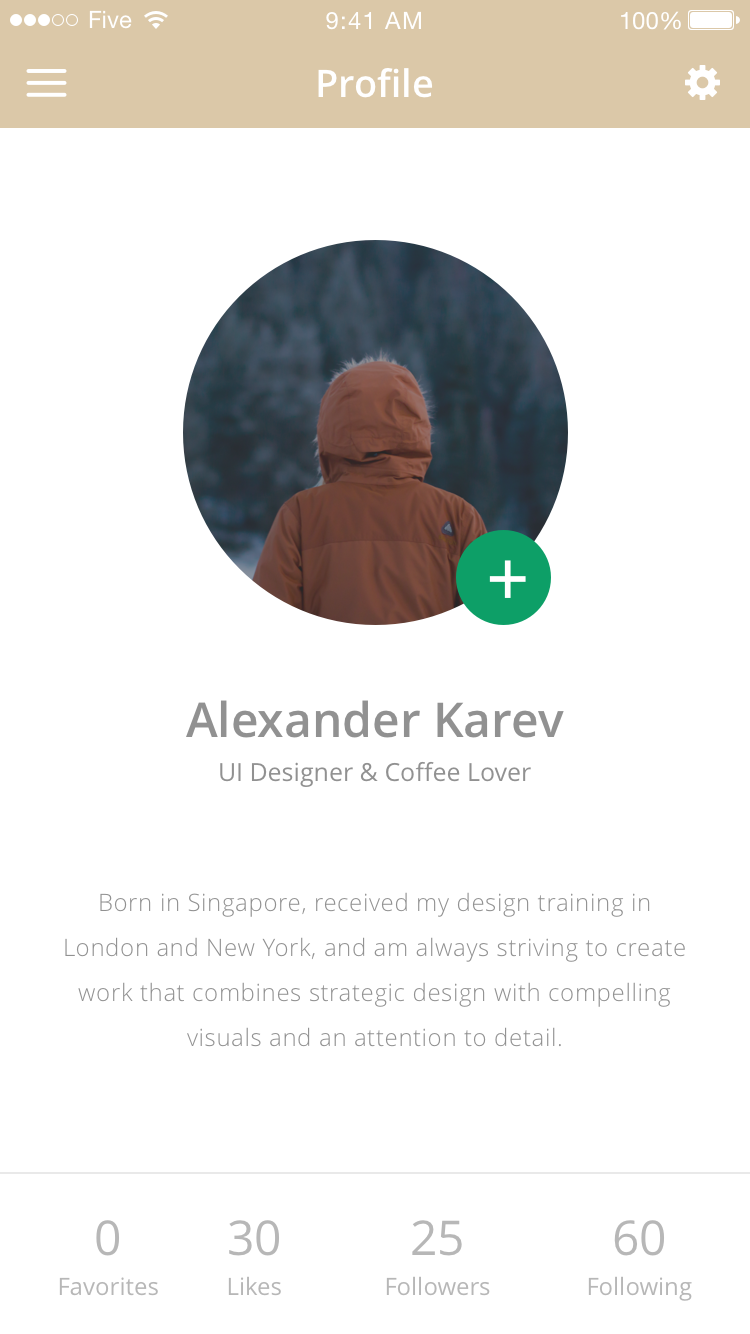 Five 9:41 AM 100%
Profile
Alexander Karev
UI Designer & Coffee Lover
Born in Singapore, received my design training in
London and New York, and am always striving to create
work that combines strategic design with compelling
visuals and an attention to detail.
0 30 25 60
Favorites Likes Followers Following